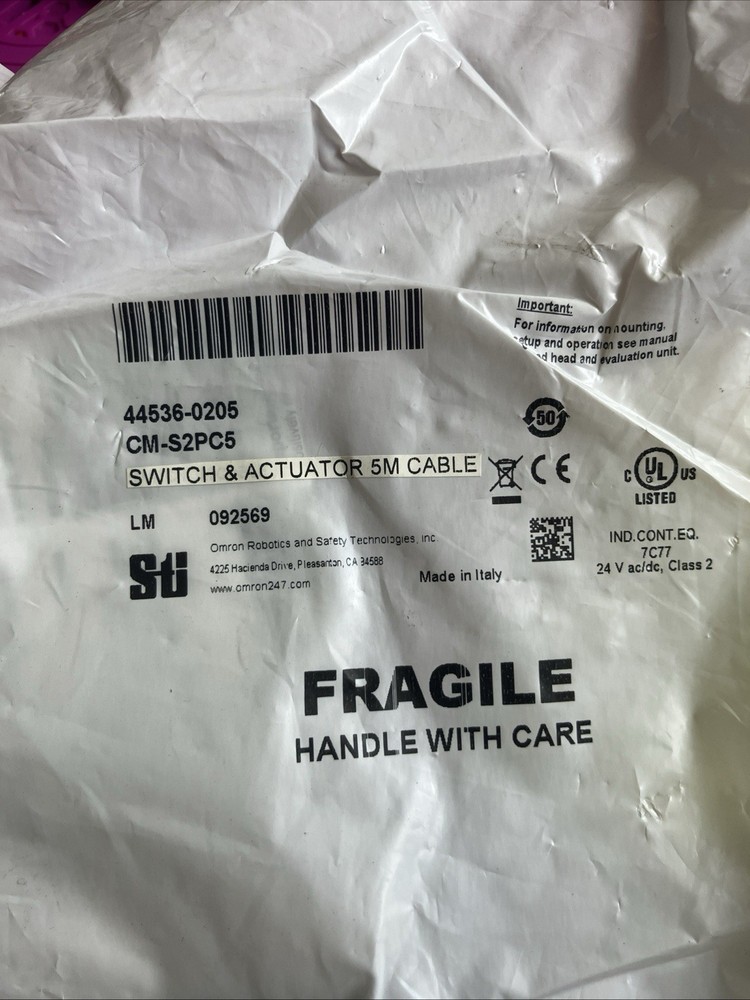 Important:
For information on mounting,
setup and operation see manual
head and evaluation unit.
44536-0205
CM-S2PC5
50
SWITCH & ACTUATOR 5M CABLE
CE
C UL US
LISTED
LM 092569
Omron Robotics and Safety Technologies, inc
4225 Hacienda Drive, Pleasanton, CA 94588
www.omron247.com
Sti
Made in Italy
IND.CONT.EQ.
7C77
24 V ac/dc, Class 2
FRAGILE
HANDLE WITH CARE